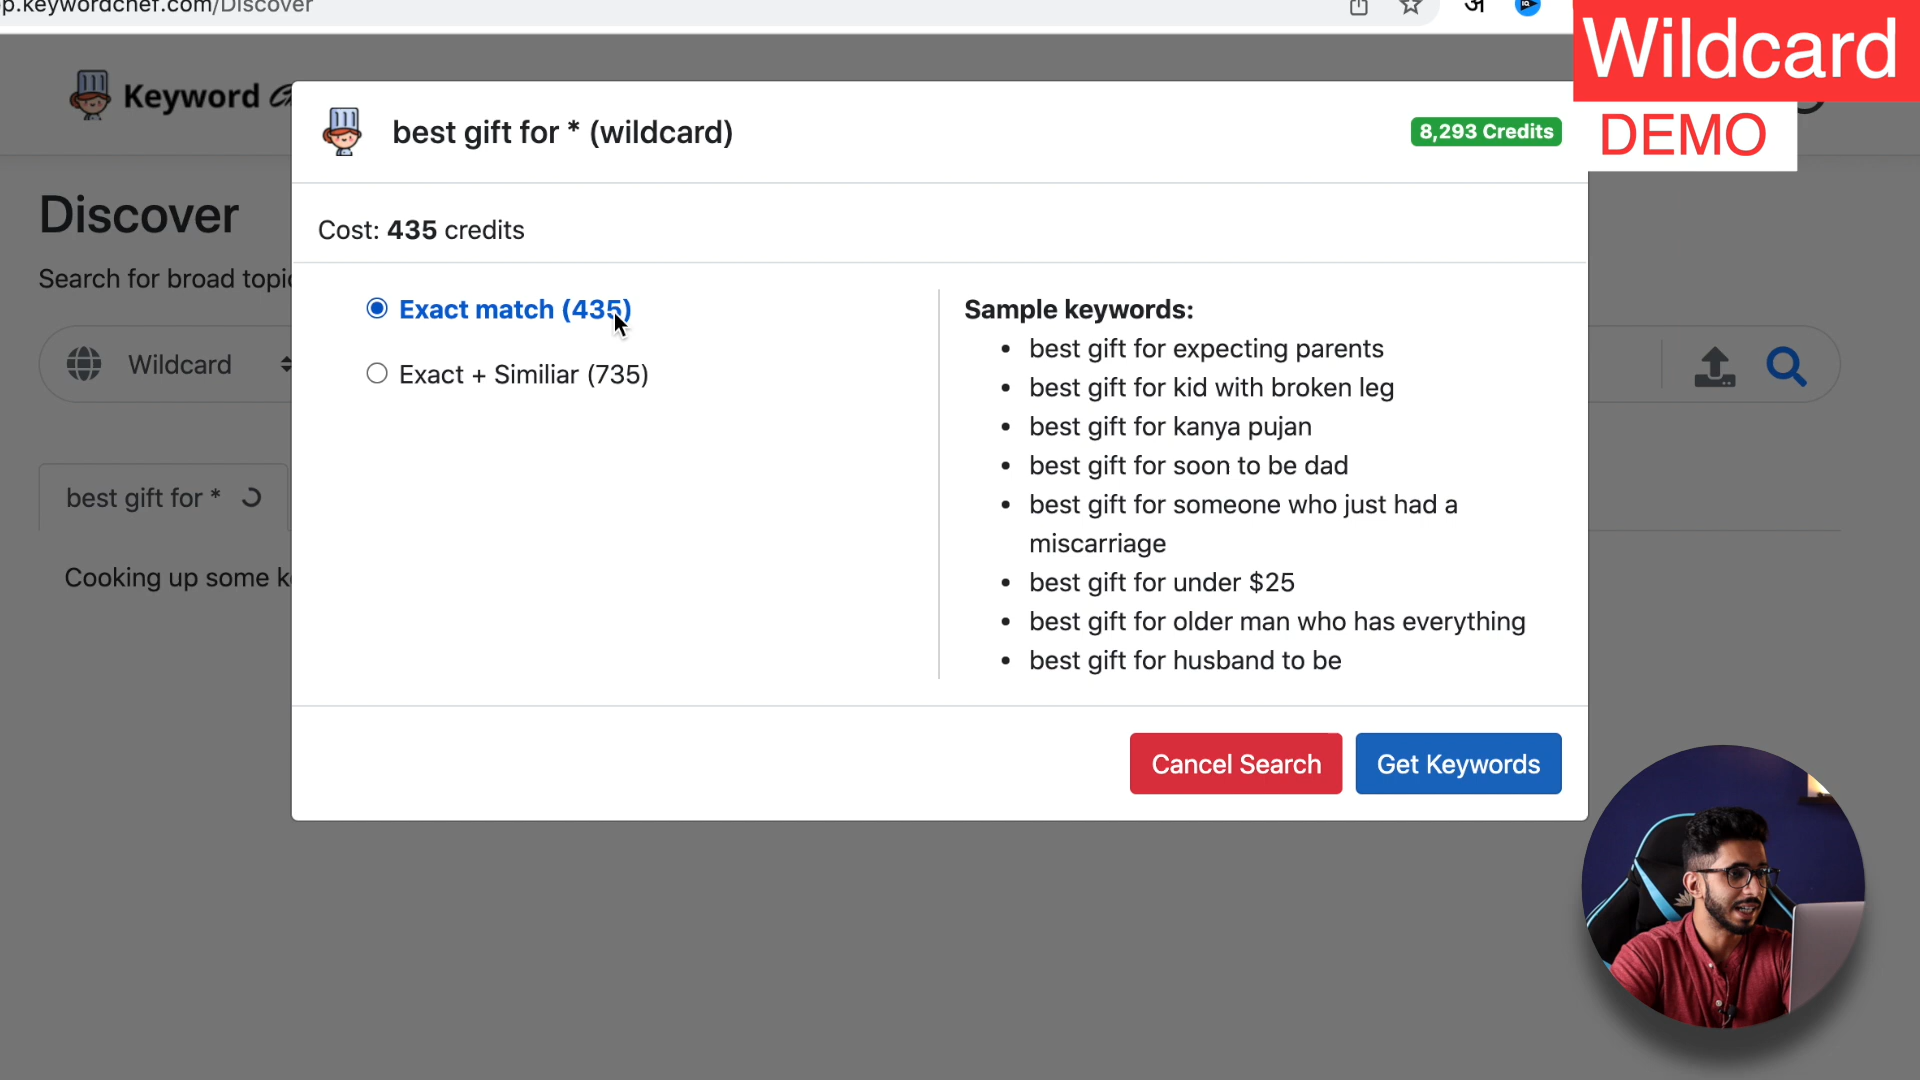 p.keywordchef.com/Discover
अ
Wildcard
DEMO
Keyword
best gift for * (wildcard)
8,293 Credits
Discover
Cost: 435 credits
Search for broad topi
Exact match (435)
Exact + Similiar (735)
Wildcard
Sample keywords:
• best gift for expecting parents
• best gift for kid with broken leg
• best gift for kanya pujan
• best gift for soon to be dad
• best gift for someone who just had a
miscarriage
• best gift for under $25
• best gift for older man who has everything
• best gift for husband to be
best gift for *
Cooking up some k
Cancel Search
Get Keywords